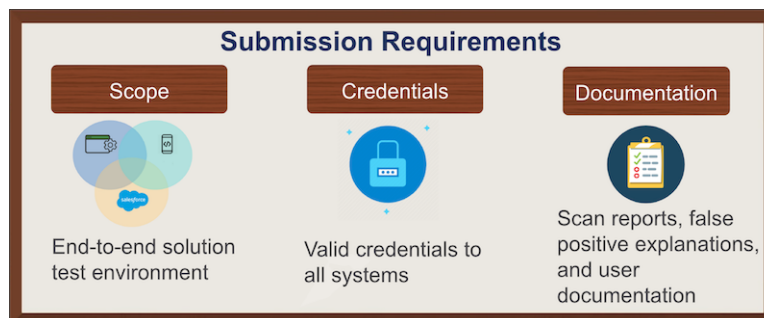 Submission Requirements
Scope
Credentials
Documentation
salesforce
End-to-end solution
test environment
Valid credentials to
all systems
Scan reports, false
positive explanations,
and user
documentation